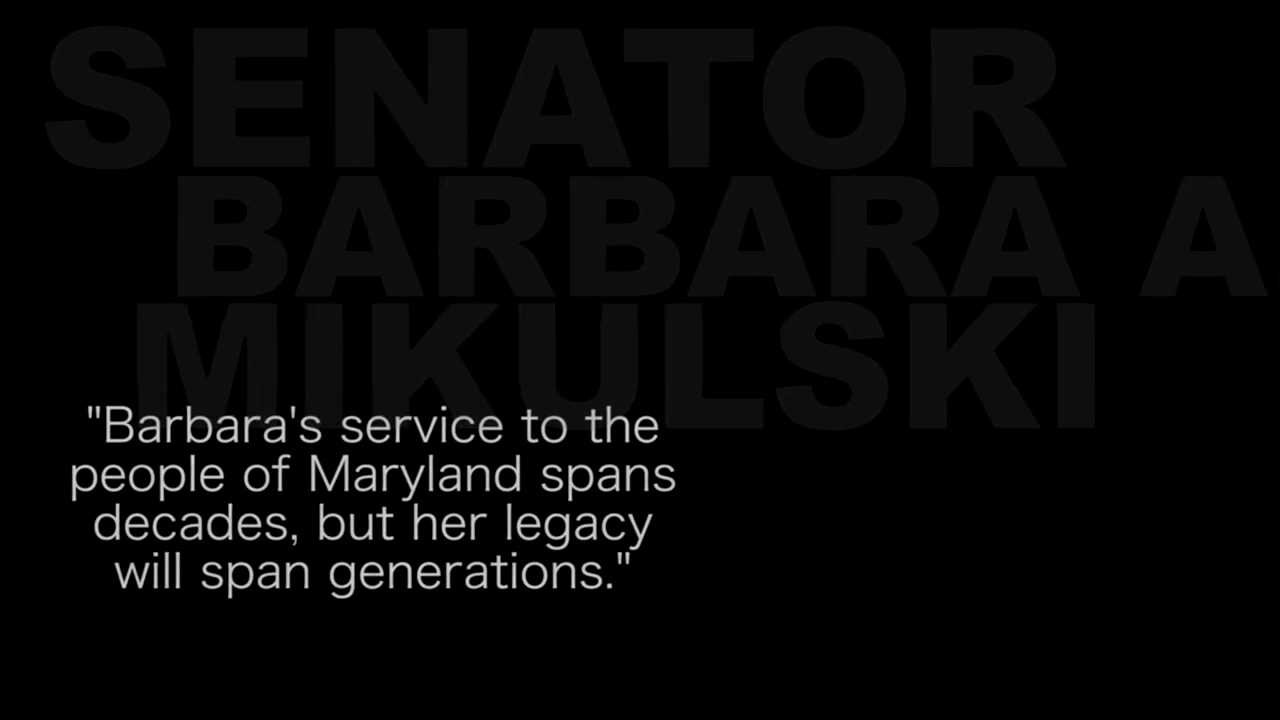 SENATOR
BARBARA A
MIKULSKI
"Barbara's service to the
people of Maryland spans
decades, but her legacy
will span generations."